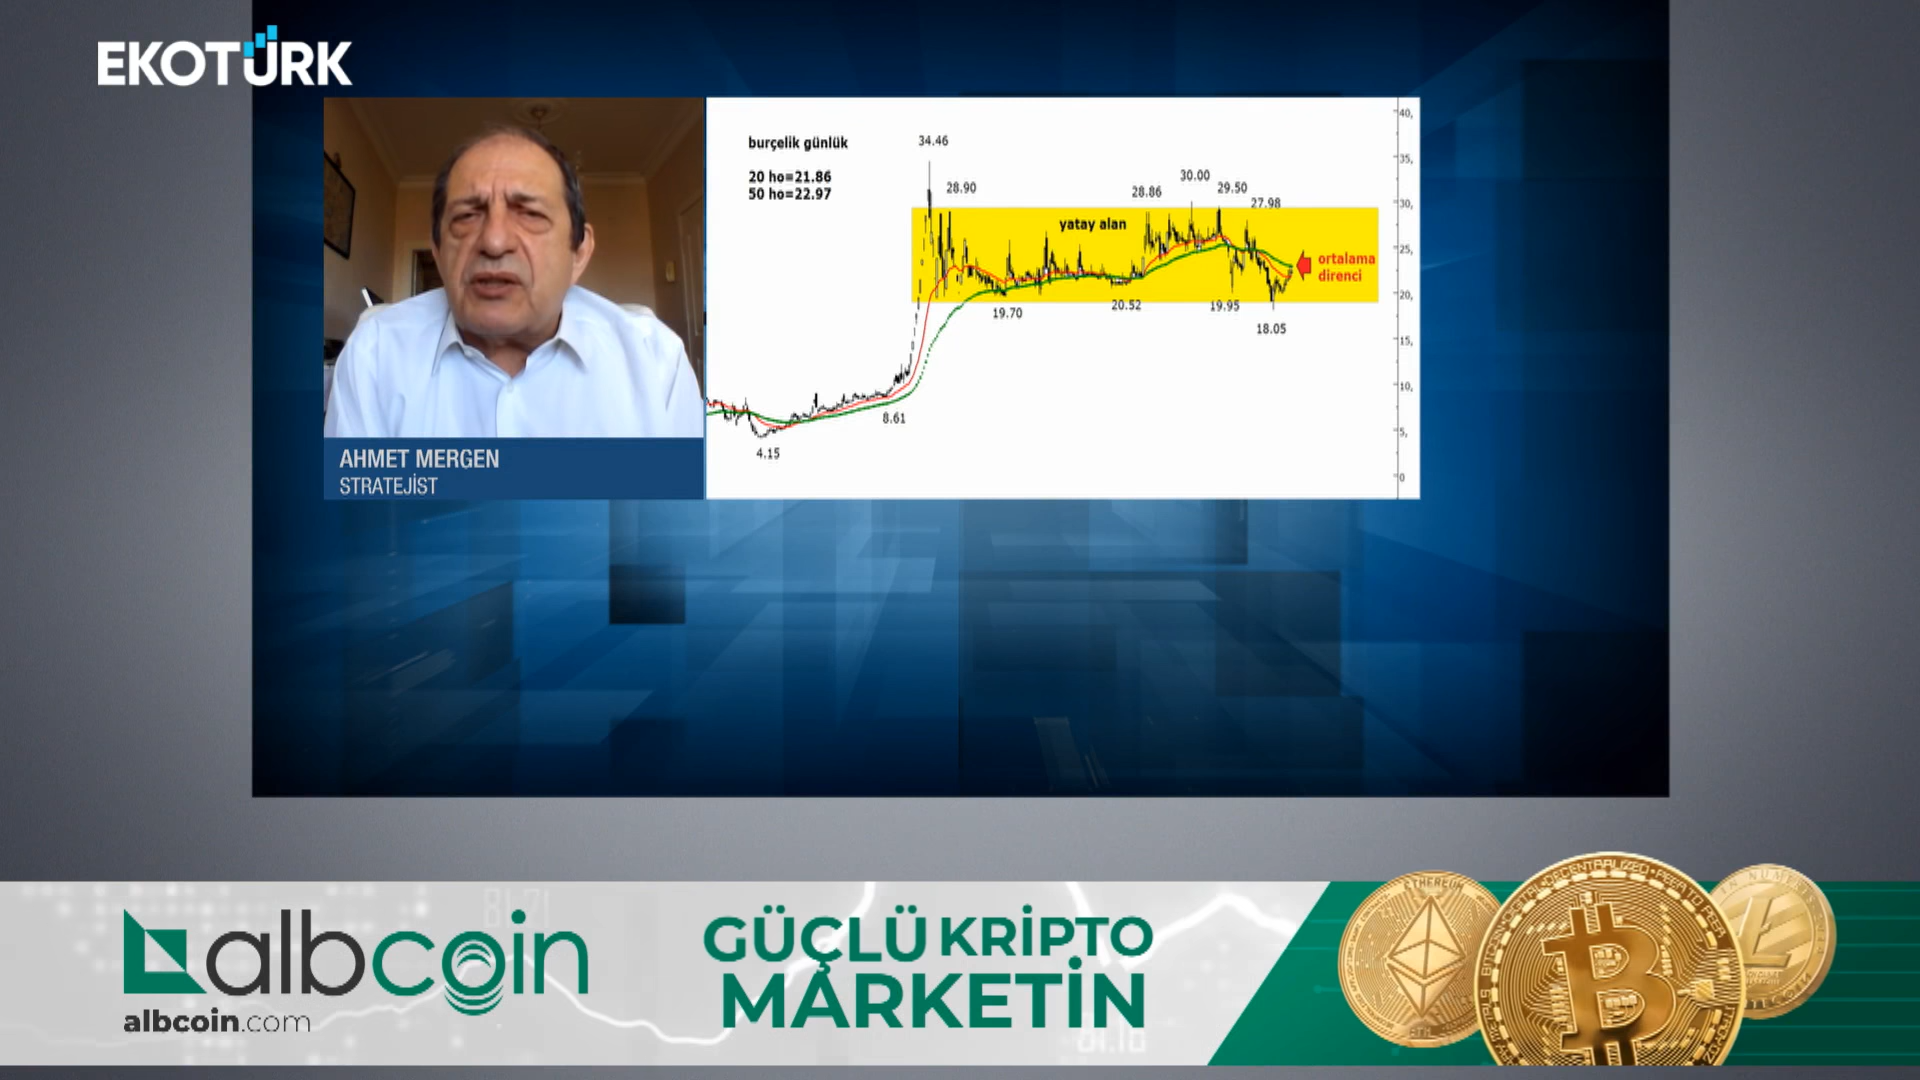 EKOTÜRK
burçelik günlük
20 ho=21.86
50 ho=22.97
34.46
28.90
28.86
30.00
29.50
27.98
yatay alan
ortalama
direnci
19.70
20.52
19.95
18.05
8.61
4.15
40,
35,
30,
25,
20,
15,
10,
5,
0
AHMET MERGEN
STRATEJİST
albcoin
albcoin.com
GÜÇLÜ KRİPTO
MARKETİN
ETHEREUM